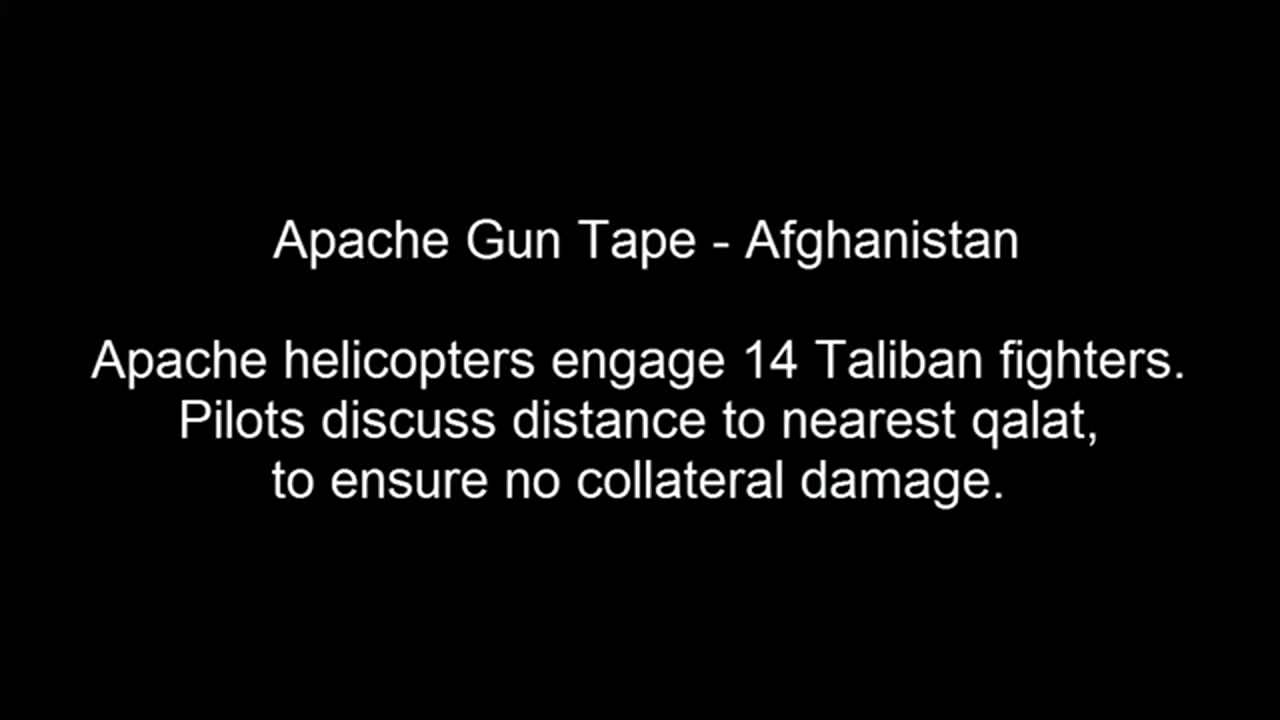 Apache Gun Tape - Afghanistan
Apache helicopters engage 14 Taliban fighters.
Pilots discuss distance to nearest qalat,
to ensure no collateral damage.